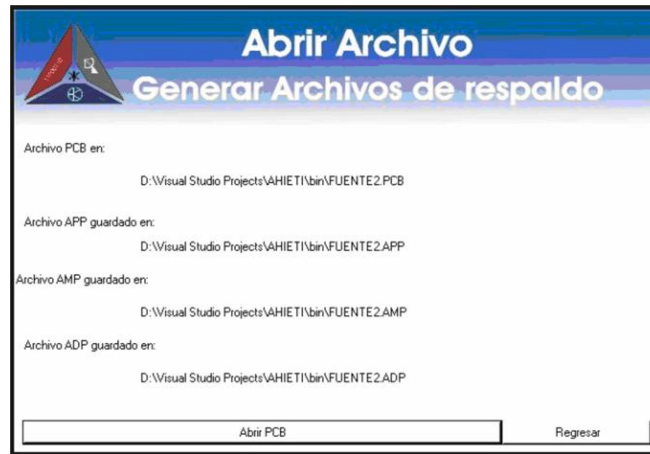 Abrir Archivo
Generar Archivos de respaldo
Archivo PCB en:
D:\Visual Studio Projects\AHIETI\bin\FUENTE2.PCB
Archivo APP guardado en:
D:\Visual Studio Projects\AHIETI\bin\FUENTE2.APP
Archivo AMP guardado en:
D:\Visual Studio Projects\AHIETI\bin\FUENTE2.AMP
Archivo ADP guardado en:
D:\Visual Studio Projects\AHIETI\bin\FUENTE2.ADP
Abrir PCB
Regresar